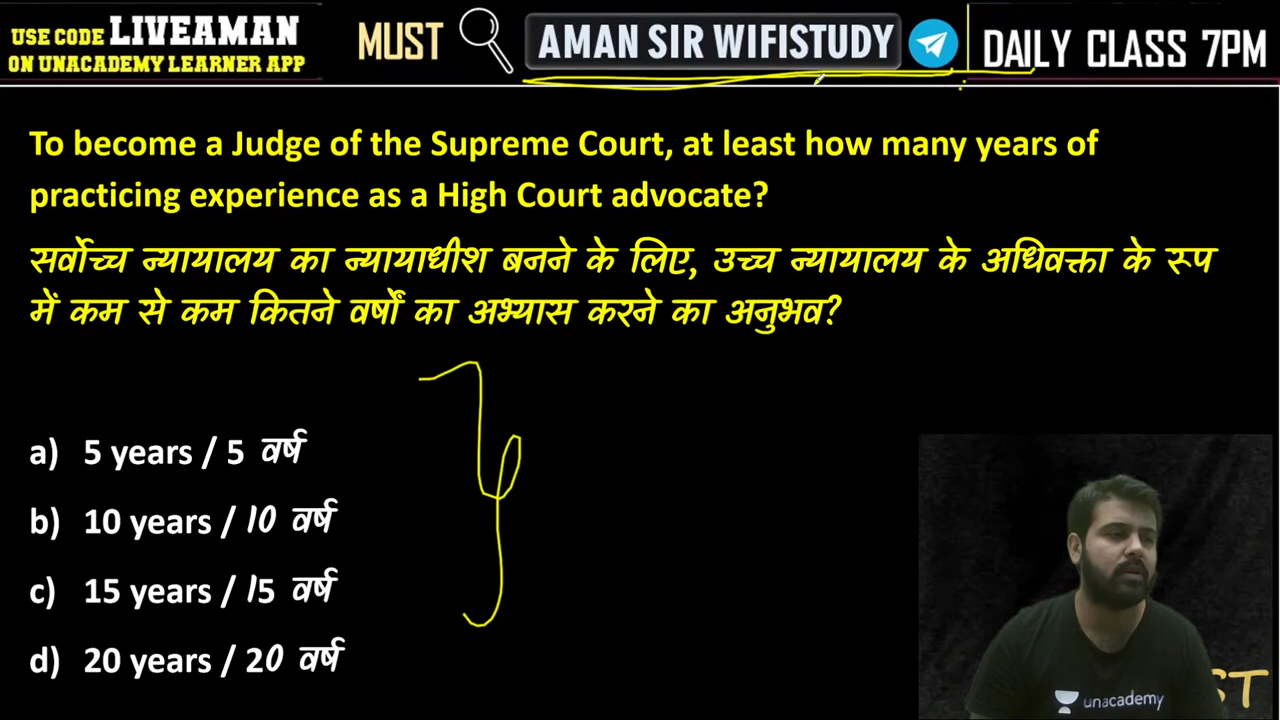 USE CODE LIVEAMAN
ON UNACADEMY LEARNER APP
MUST
AMAN SIR WIFISTUDY
DAILY CLASS 7PM
To become a Judge of the Supreme Court, at least how many years of
practicing experience as a High Court advocate?
सर्वोच्च न्यायालय का न्यायाधीश बनने के लिए, उच्च न्यायालय के अधिवक्ता के रूप
में कम से कम कितने वर्षों का अभ्यास करने का अनुभव?
a) 5 years / 5 वर्ष
b) 10 years / 10 वर्ष
c) 15 years / 15 वर्ष
d) 20 years / 20 वर्ष
unacademy